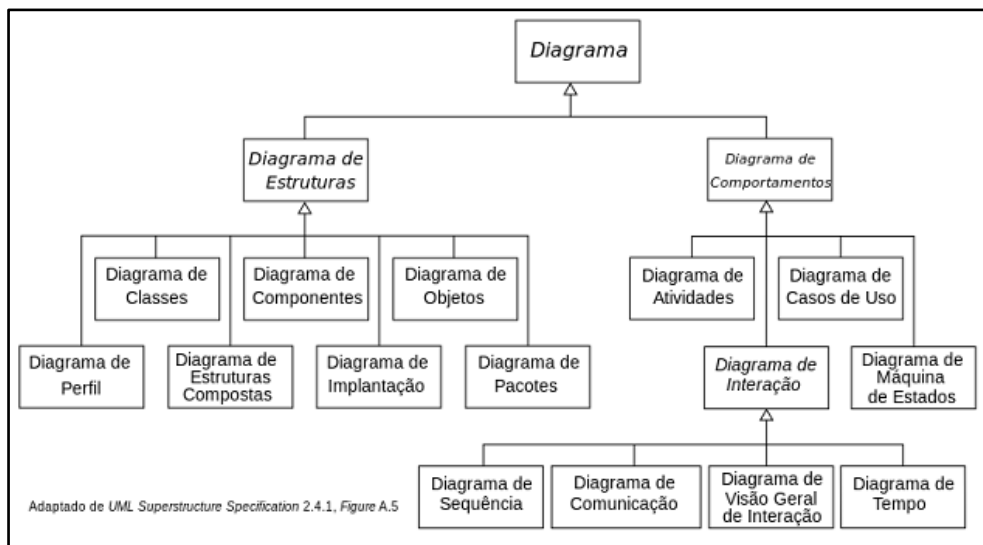 Diagrama
Diagrama de
Estruturas
Diagrama de
Comportamentos
Diagrama de
Classes
Diagrama de
Componentes
Diagrama de
Objetos
Diagrama de
Atividades
Diagrama de
Casos de Uso
Diagrama de
Perfil
Diagrama de
Estruturas
Compostas
Diagrama de
Implantação
Diagrama de
Pacotes
Diagrama de
Interação
Diagrama de
Máquina
de Estados
Diagrama de
Sequência
Diagrama de
Comunicação
Diagrama de
Visão Geral
de Interação
Diagrama de
Tempo
Adaptado de UML Superstructure Specification 2.4.1, Figure A.5